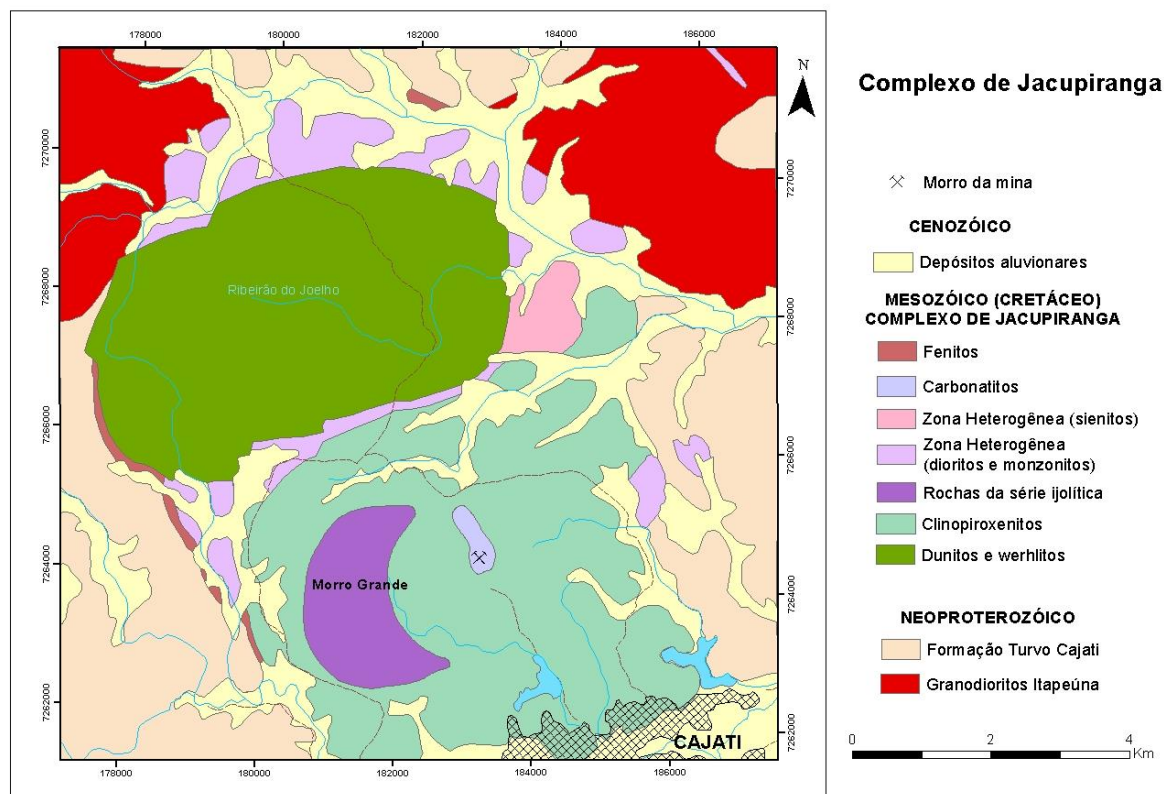 178000 180000 182000 184000 186000
N
Complexo de Jacupiranga
7270000
7270000
Morro da mina
CENOZÓICO
Depósitos aluvionares
7268000
Ribeirão do Joelho
7268000
MESOZÓICO (CRETÁCEO)
COMPLEXO DE JACUPIRANGA
Fenitos
Carbonatitos
Zona Heterogênea (sienitos)
Zona Heterogênea
(dioritos e monzonitos)
Rochas da série ijolítica
Clinopiroxenitos
Dunitos e werhlitos
7266000
7266000
7264000
Morro Grande
7264000
NEOPROTEROZÓICO
Formação Turvo Cajati
Granodioritos Itapeúna
7262000
7262000
CAJATI
0 2 4
Km
178000 180000 182000 184000 186000